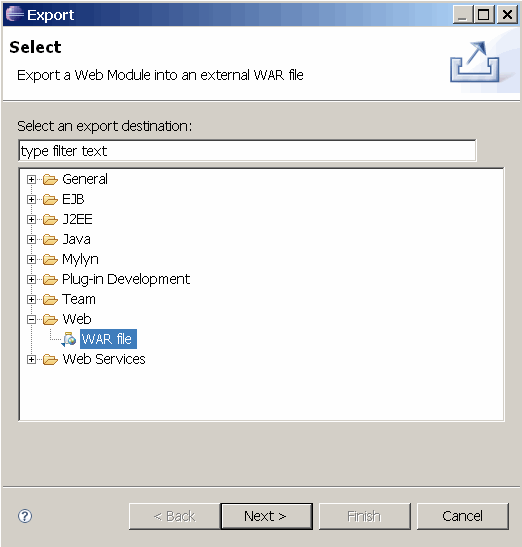 Export
Select
Export a Web Module into an external WAR file
Select an export destination:
type filter text
General
EJB
J2EE
Java
Mylyn
Plug-in Development
Team
Web
WAR file
Web Services
?
< Back Next > Finish Cancel